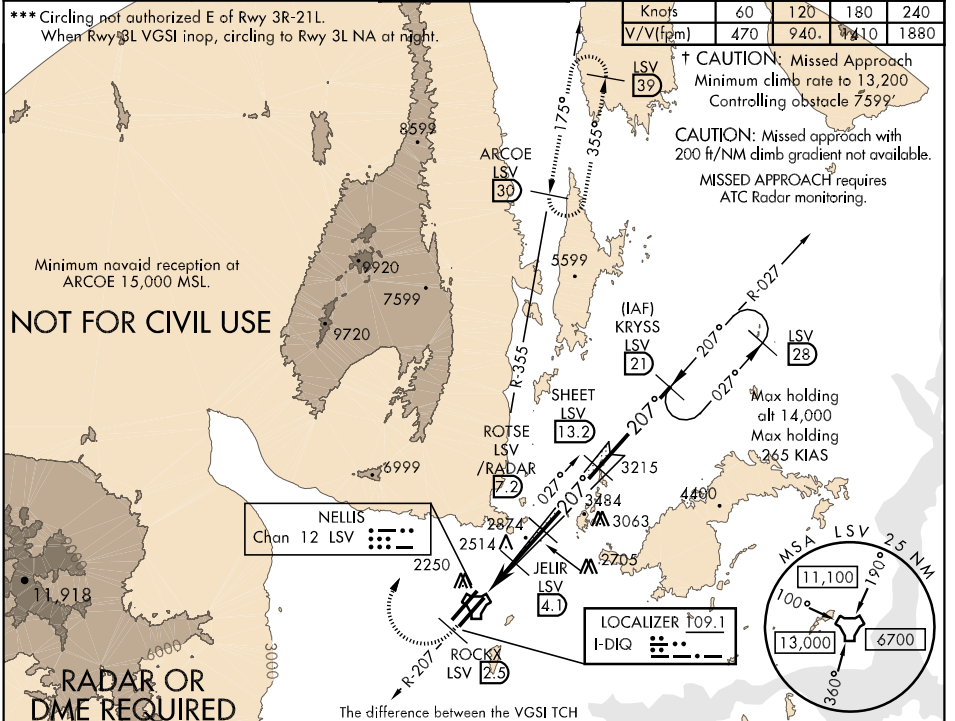 *** Circling not authorized E of Rwy 3R-21L.
When Rwy 3L VGSI inop, circling to Rwy 3L NA at night.
Knots 60 120 180 240
V/V(fpm) 470 940 1410 1880
† CAUTION: Missed Approach
Minimum climb rate to 13,200
Controlling obstacle 7599'
CAUTION: Missed approach with
200 ft/NM climb gradient not available.
MISSED APPROACH requires
ATC Radar monitoring.
LSV
39
175°
355°
8599
ARCOE
LSV
30
Minimum navaid reception at
ARCOE 15,000 MSL.
NOT FOR CIVIL USE
9920
7599
9720
5599
R-355
R-027
(IAF)
KRYSS
LSV
21
207°
027°
LSV
28
Max holding
alt 14,000
Max holding
265 KIAS
SHEET
LSV
13.2
207°
ROTSE
LSV
/RADAR
7.2
027°
207°
3215
6999
3484
3063
4400
2874
2514
2705
NELLIS
Chan 12 LSV
2250
JELIR
LSV
4.1
11,918
LOCALIZER 109.1
I-DIQ
MSA LSV 25 NM
11,100
190°
100°
13,000
6700
360°
ROCKX
LSV 2.5
R-207
6000
3000
RADAR OR
DME REQUIRED
The difference between the VGSI TCH